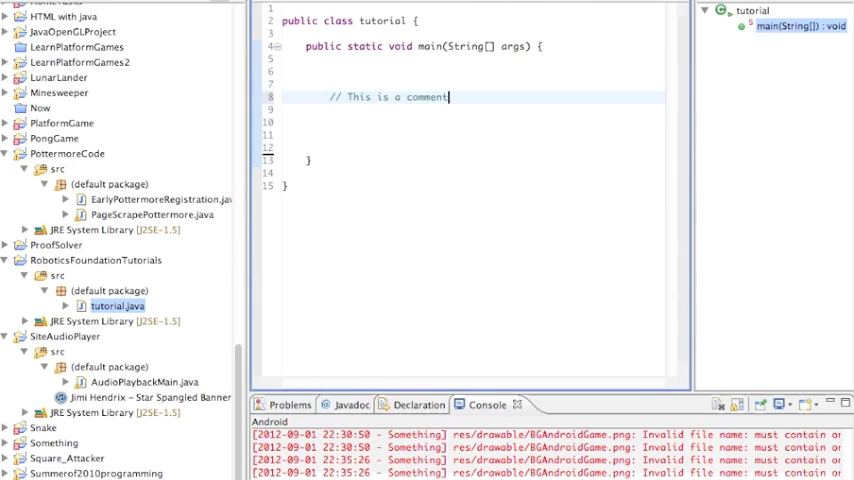 HomeTasks
HTML with java
JavaOpenGLProject
LearnPlatformGames
LearnPlatformGames2
LunarLander
Minesweeper
Now
PlatformGame
PongGame
PottermoreCode
src
(default package)
EarlyPottermoreRegistration.jav
PageScrapePottermore.java
JRE System Library [J2SE-1.5]
ProofSolver
RoboticsFoundationTutorials
src
(default package)
tutorial.java
JRE System Library [J2SE-1.5]
SiteAudioPlayer
src
(default package)
AudioPlaybackMain.java
Jimi Hendrix - Star Spangled Banner
JRE System Library [J2SE-1.5]
Snake
Something
Square_Attacker
Summerof2010programming
1
2 public class tutorial {
3
4 public static void main(String[] args) {
5
6
7
8 // This is a comment
9
10
11
12
13 }
14
15 }
tutorial
main(String[]) : void
Problems @ Javadoc Declaration Console
Android
[2012-09-01 22:30:50 - Something] res/drawable/BGAndroidGame.png: Invalid file name: must contain or
[2012-09-01 22:30:50 - Something] res/drawable/BGAndroidGame.png: Invalid file name: must contain or
[2012-09-01 22:35:26 - Something] res/drawable/BGAndroidGame.png: Invalid file name: must contain or
[2012-09-01 22:35:26 - Something] res/drawable/BGAndroidGame.png: Invalid file name: must contain or